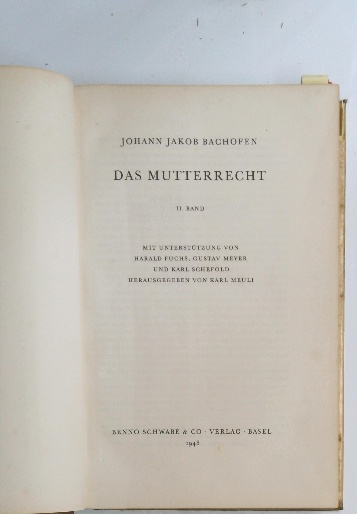 JOHANN JAKOB BACHOFEN
DAS MUTTERRECHT
II. BAND
MIT UNTERSTÜTZUNG VON
HARALD FUCHS, GUSTAV MEYER
UND KARL SCHEFOLD
HERAUSGEGEBEN VON KARL MEULI
BENNO SCHWABE & CO · VERLAG · BASEL
1948